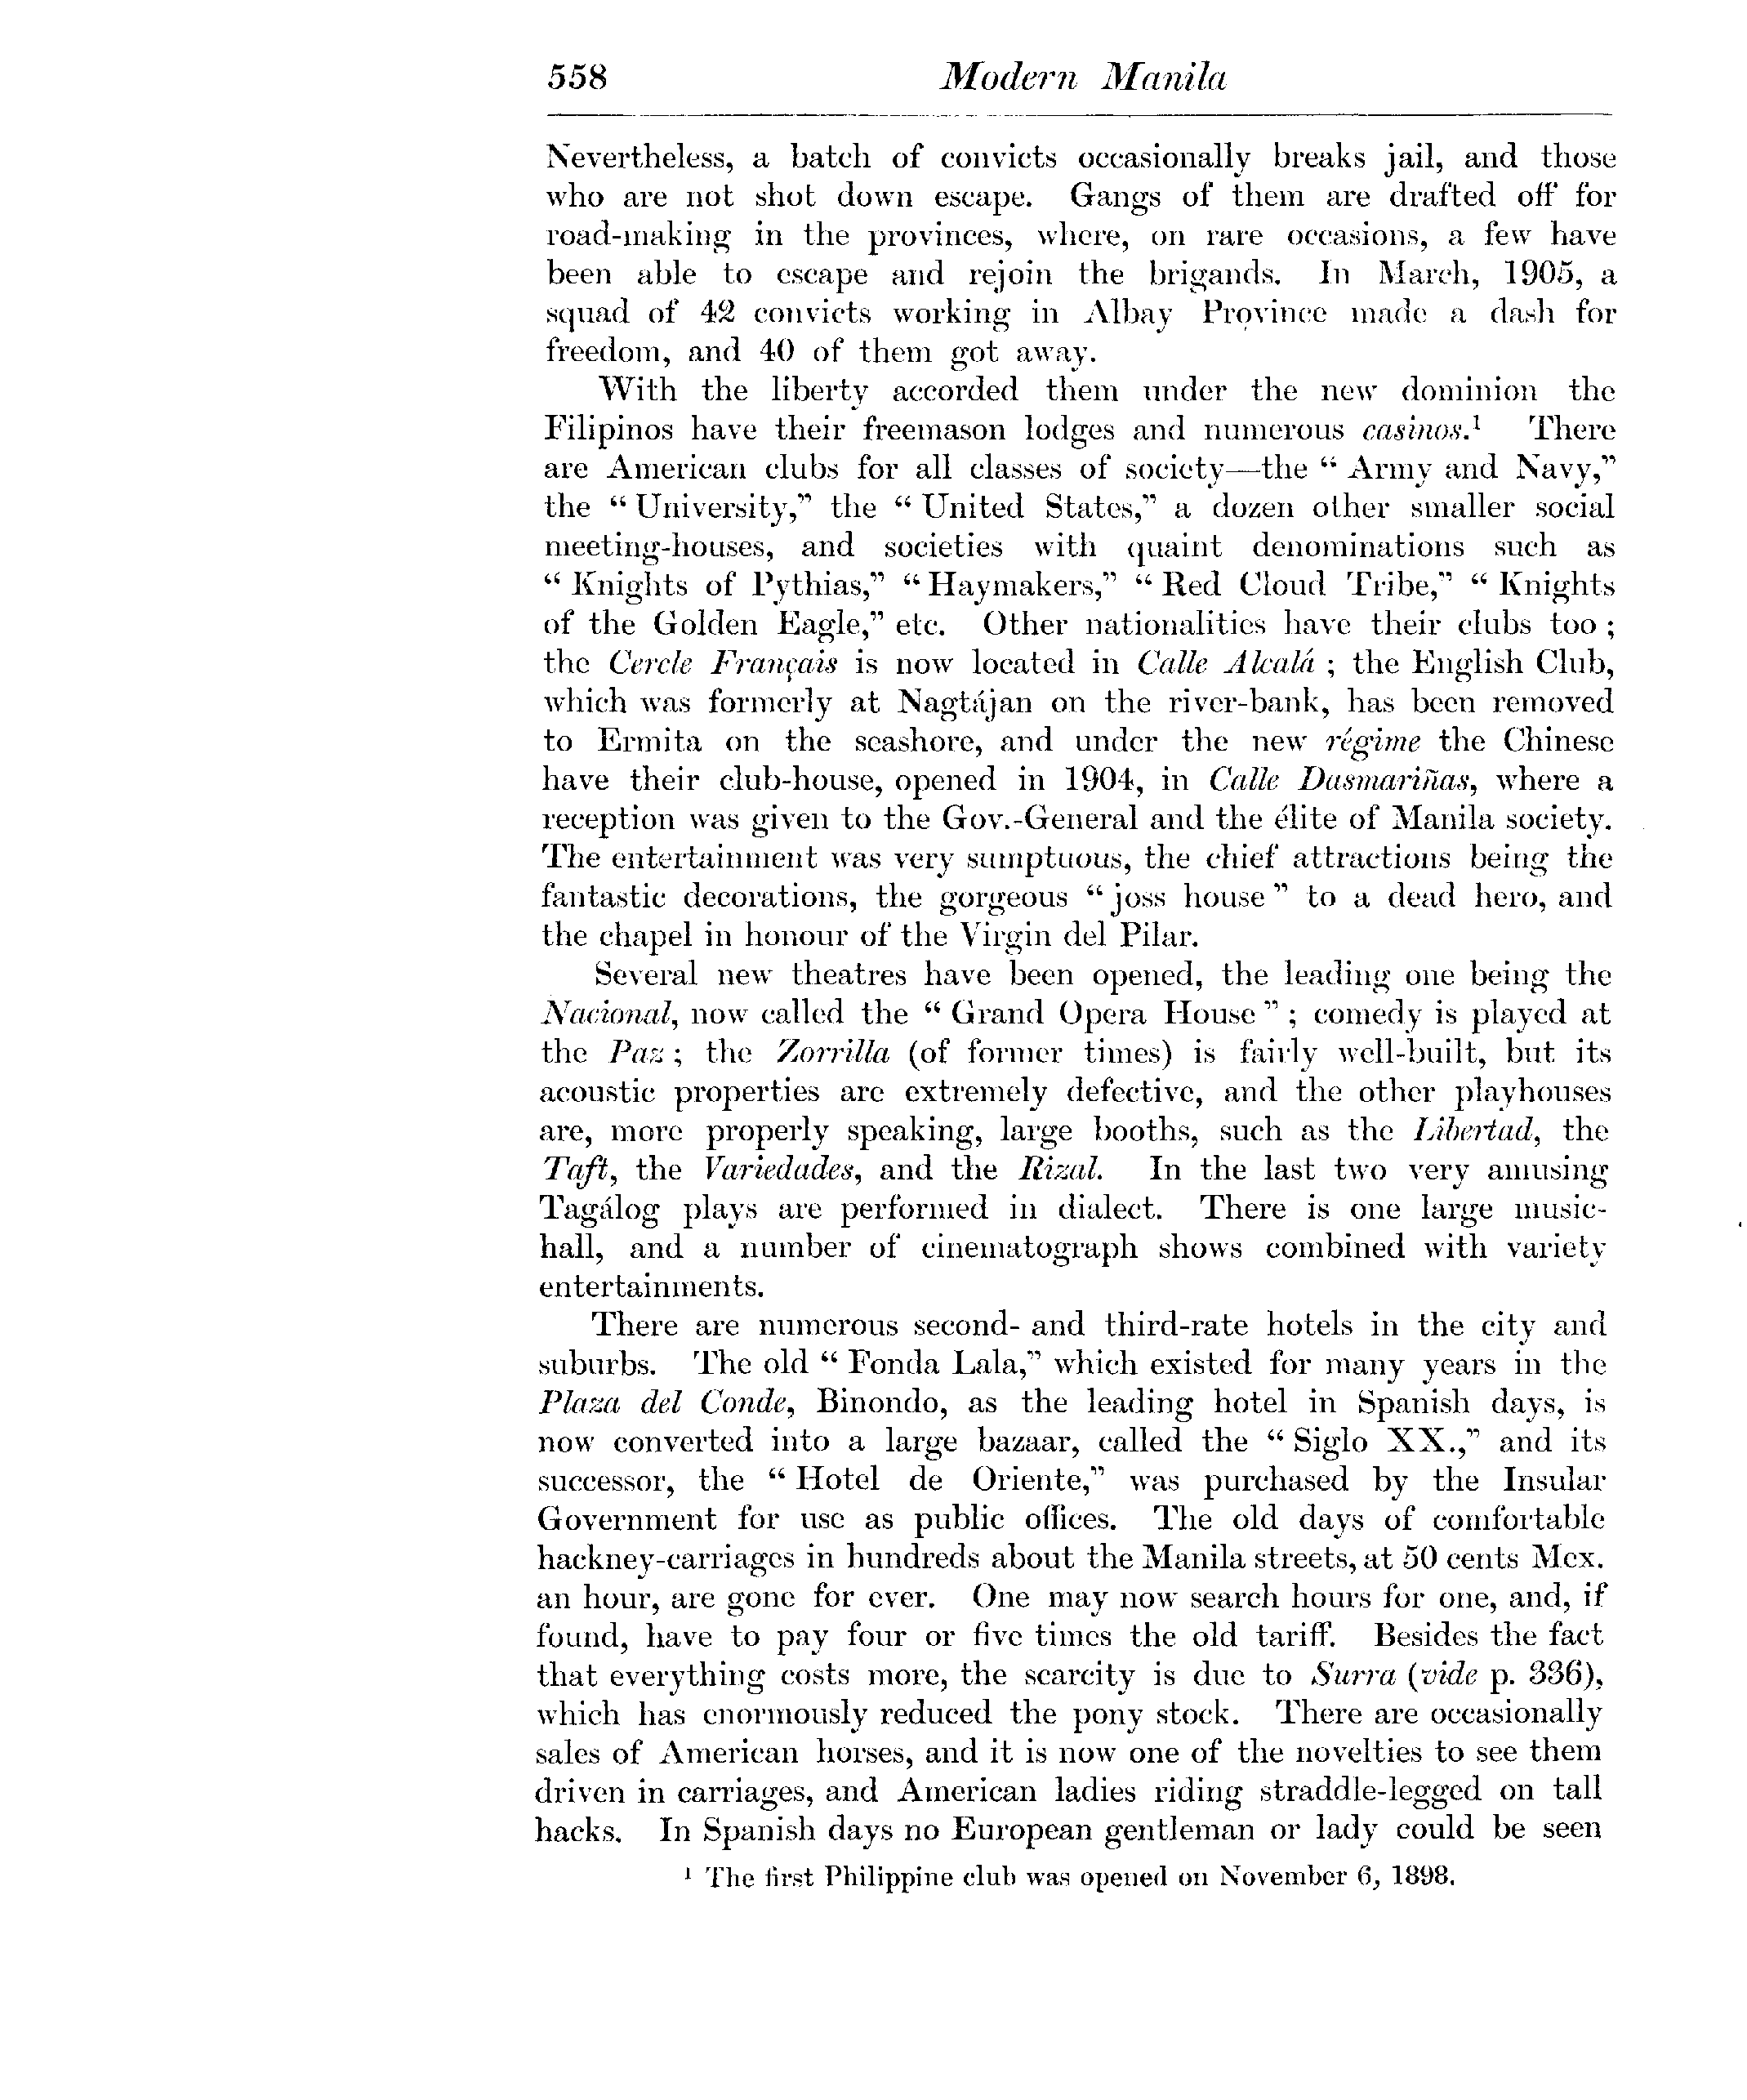 558 Modern Manila
Nevertheless, a batch of convicts occasionally breaks jail, and those
who are not shot down escape. Gangs of them are drafted off for
road-making in the provinces, where, on rare occasions, a few have
been able to escape and rejoin the brigands. In March, 1905, a
squad of 42 convicts working in Albay Province made a dash for
freedom, and 40 of them got away.
With the liberty accorded them under the new dominion the
Filipinos have their freemason lodges and numerous casinos.¹ There
are American clubs for all classes of society—the “ Army and Navy,”
the “ University,” the “ United States,” a dozen other smaller social
meeting-houses, and societies with quaint denominations such as
“ Knights of Pythias,” “ Haymakers,” “ Red Cloud Tribe,” “ Knights
of the Golden Eagle,” etc. Other nationalities have their clubs too ;
the Cercle Français is now located in Calle Alcalá ; the English Club,
which was formerly at Nagtájan on the river-bank, has been removed
to Ermita on the seashore, and under the new régime the Chinese
have their club-house, opened in 1904, in Calle Dasmariñas, where a
reception was given to the Gov.-General and the élite of Manila society.
The entertainment was very sumptuous, the chief attractions being the
fantastic decorations, the gorgeous “ joss house ” to a dead hero, and
the chapel in honour of the Virgin del Pilar.
Several new theatres have been opened, the leading one being the
Nacional, now called the “ Grand Opera House ” ; comedy is played at
the Paz ; the Zorrilla (of former times) is fairly well-built, but its
acoustic properties are extremely defective, and the other playhouses
are, more properly speaking, large booths, such as the Libertad, the
Taft, the Variedades, and the Rizal. In the last two very amusing
Tagálog plays are performed in dialect. There is one large music-
hall, and a number of cinematograph shows combined with variety
entertainments.
There are numerous second- and third-rate hotels in the city and
suburbs. The old “ Fonda Lala,” which existed for many years in the
Plaza del Conde, Binondo, as the leading hotel in Spanish days, is
now converted into a large bazaar, called the “ Siglo XX.,” and its
successor, the “ Hotel de Oriente,” was purchased by the Insular
Government for use as public offices. The old days of comfortable
hackney-carriages in hundreds about the Manila streets, at 50 cents Mex.
an hour, are gone for ever. One may now search hours for one, and, if
found, have to pay four or five times the old tariff. Besides the fact
that everything costs more, the scarcity is due to Surra (vide p. 336),
which has enormously reduced the pony stock. There are occasionally
sales of American horses, and it is now one of the novelties to see them
driven in carriages, and American ladies riding straddle-legged on tall
hacks. In Spanish days no European gentleman or lady could be seen
¹ The first Philippine club was opened on November 6, 1898.